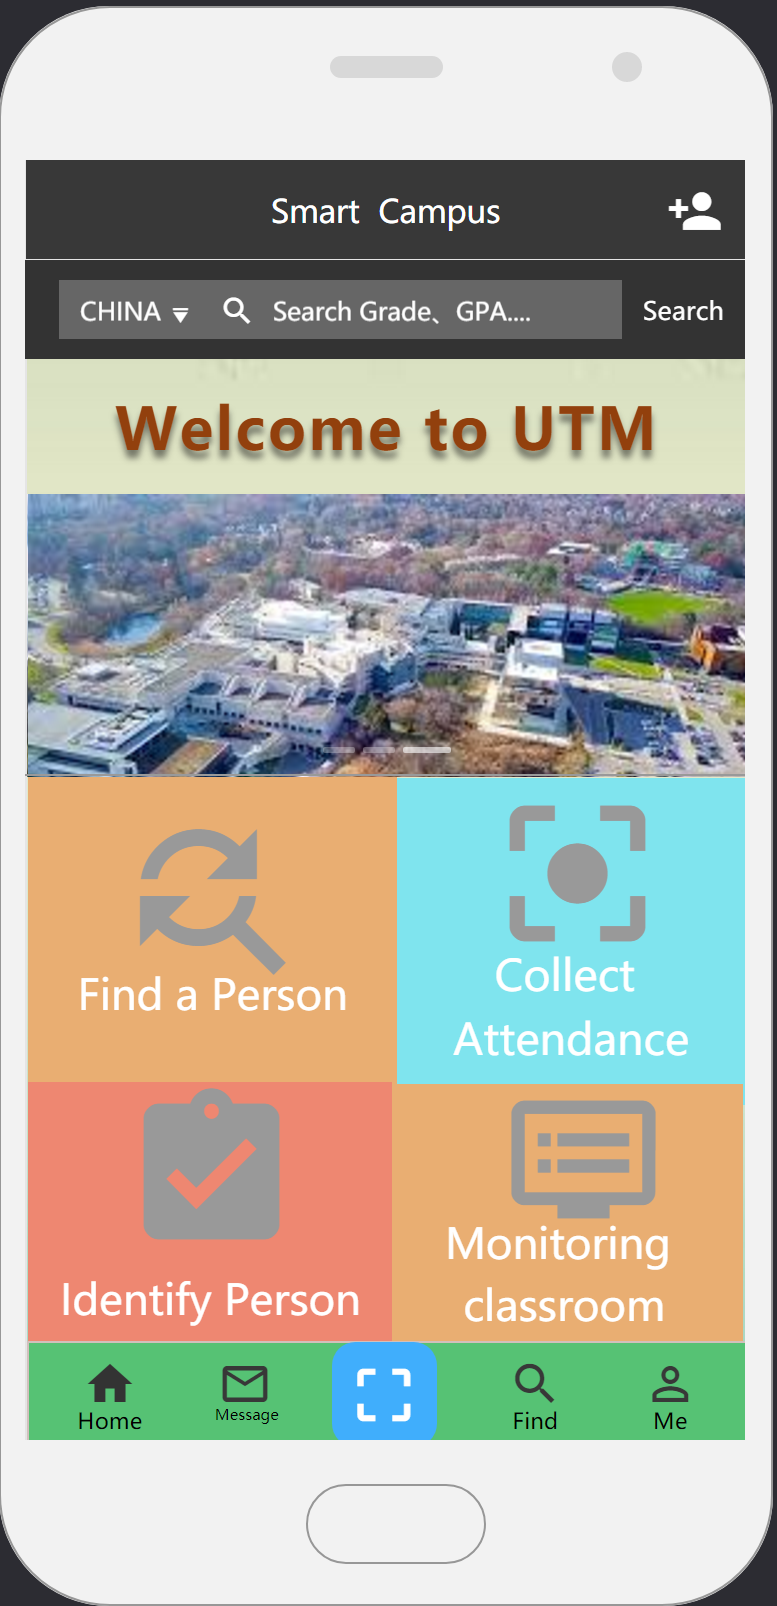 Smart Campus
CHINA Search Grade、GPA.... Search
Welcome to UTM
Find a Person
Collect
Attendance
Identify Person
Monitoring
classroom
Home Message Find Me